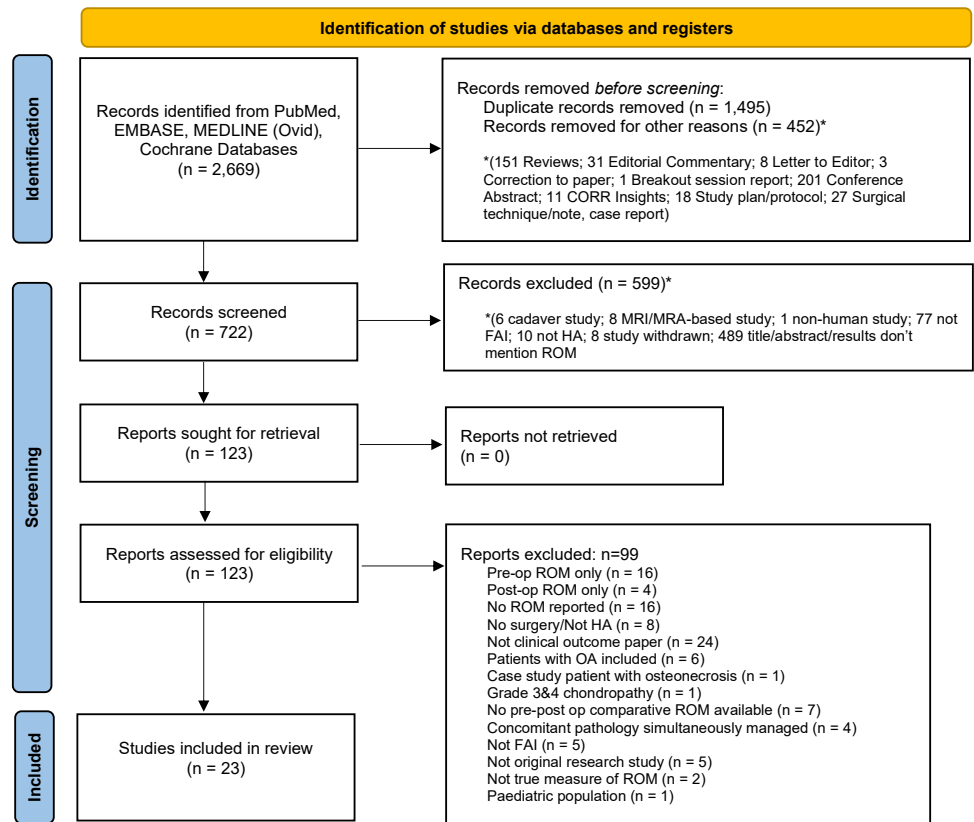 Identification of studies via databases and registers
Identification
Records identified from PubMed,
EMBASE, MEDLINE (Ovid),
Cochrane Databases
(n = 2,669)
Records removed before screening:
Duplicate records removed (n = 1,495)
Records removed for other reasons (n = 452)*
*(151 Reviews; 31 Editorial Commentary; 8 Letter to Editor; 3
Correction to paper; 1 Breakout session report; 201 Conference
Abstract; 11 CORR Insights; 18 Study plan/protocol; 27 Surgical
technique/note, case report)
Screening
Records screened
(n = 722)
Records excluded (n = 599)*
*(6 cadaver study; 8 MRI/MRA-based study; 1 non-human study; 77 not
FAI; 10 not HA; 8 study withdrawn; 489 title/abstract/results don’t
mention ROM
Reports sought for retrieval
(n = 123)
Reports not retrieved
(n = 0)
Reports assessed for eligibility
(n = 123)
Reports excluded: n=99
Pre-op ROM only (n = 16)
Post-op ROM only (n = 4)
No ROM reported (n = 16)
No surgery/Not HA (n = 8)
Not clinical outcome paper (n = 24)
Patients with OA included (n = 6)
Case study patient with osteonecrosis (n = 1)
Grade 3&4 chondropathy (n = 1)
No pre-post op comparative ROM available (n = 7)
Concomitant pathology simultaneously managed (n = 4)
Not FAI (n = 5)
Not original research study (n = 5)
Not true measure of ROM (n = 2)
Paediatric population (n = 1)
Included
Studies included in review
(n = 23)